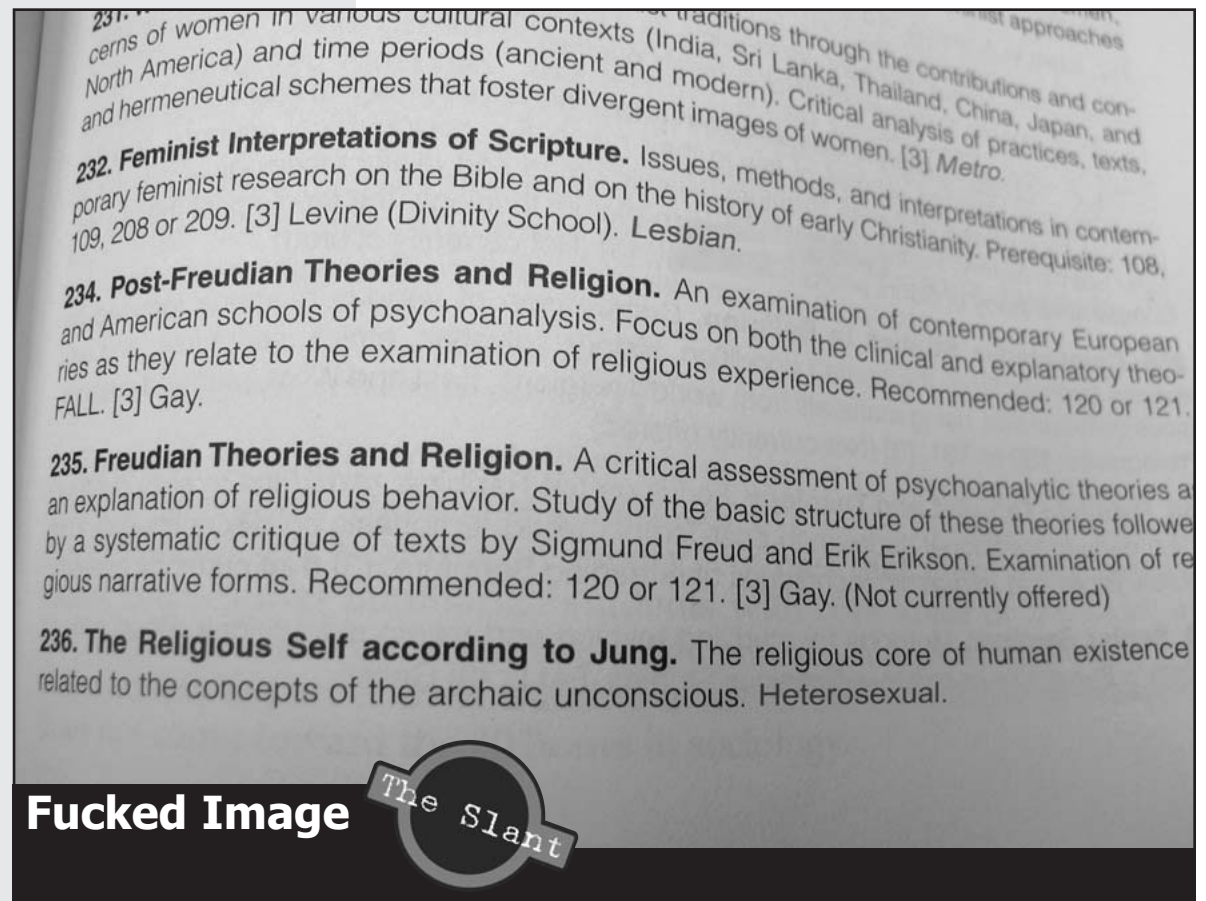 ist approaches
231.
traditions through the contributions and con-
cerns of women in various cultural contexts (India, Sri Lanka, Thailand, China, Japan, and
North America) and time periods (ancient and modern). Critical analysis of practices, texts,
and hermeneutical schemes that foster divergent images of women. [3] Metro.
232. Feminist Interpretations of Scripture. Issues, methods, and interpretations in contem-
porary feminist research on the Bible and on the history of early Christianity. Prerequisite: 108,
109, 208 or 209. [3] Levine (Divinity School). Lesbian.
234. Post-Freudian Theories and Religion. An examination of contemporary European
and American schools of psychoanalysis. Focus on both the clinical and explanatory theo-
ries as they relate to the examination of religious experience. Recommended: 120 or 121.
FALL. [3] Gay.
235. Freudian Theories and Religion. A critical assessment of psychoanalytic theories a
an explanation of religious behavior. Study of the basic structure of these theories followe
by a systematic critique of texts by Sigmund Freud and Erik Erikson. Examination of re
gious narrative forms. Recommended: 120 or 121. [3] Gay. (Not currently offered)
236. The Religious Self according to Jung. The religious core of human existence
related to the concepts of the archaic unconscious. Heterosexual.
Fucked Image
The Slant